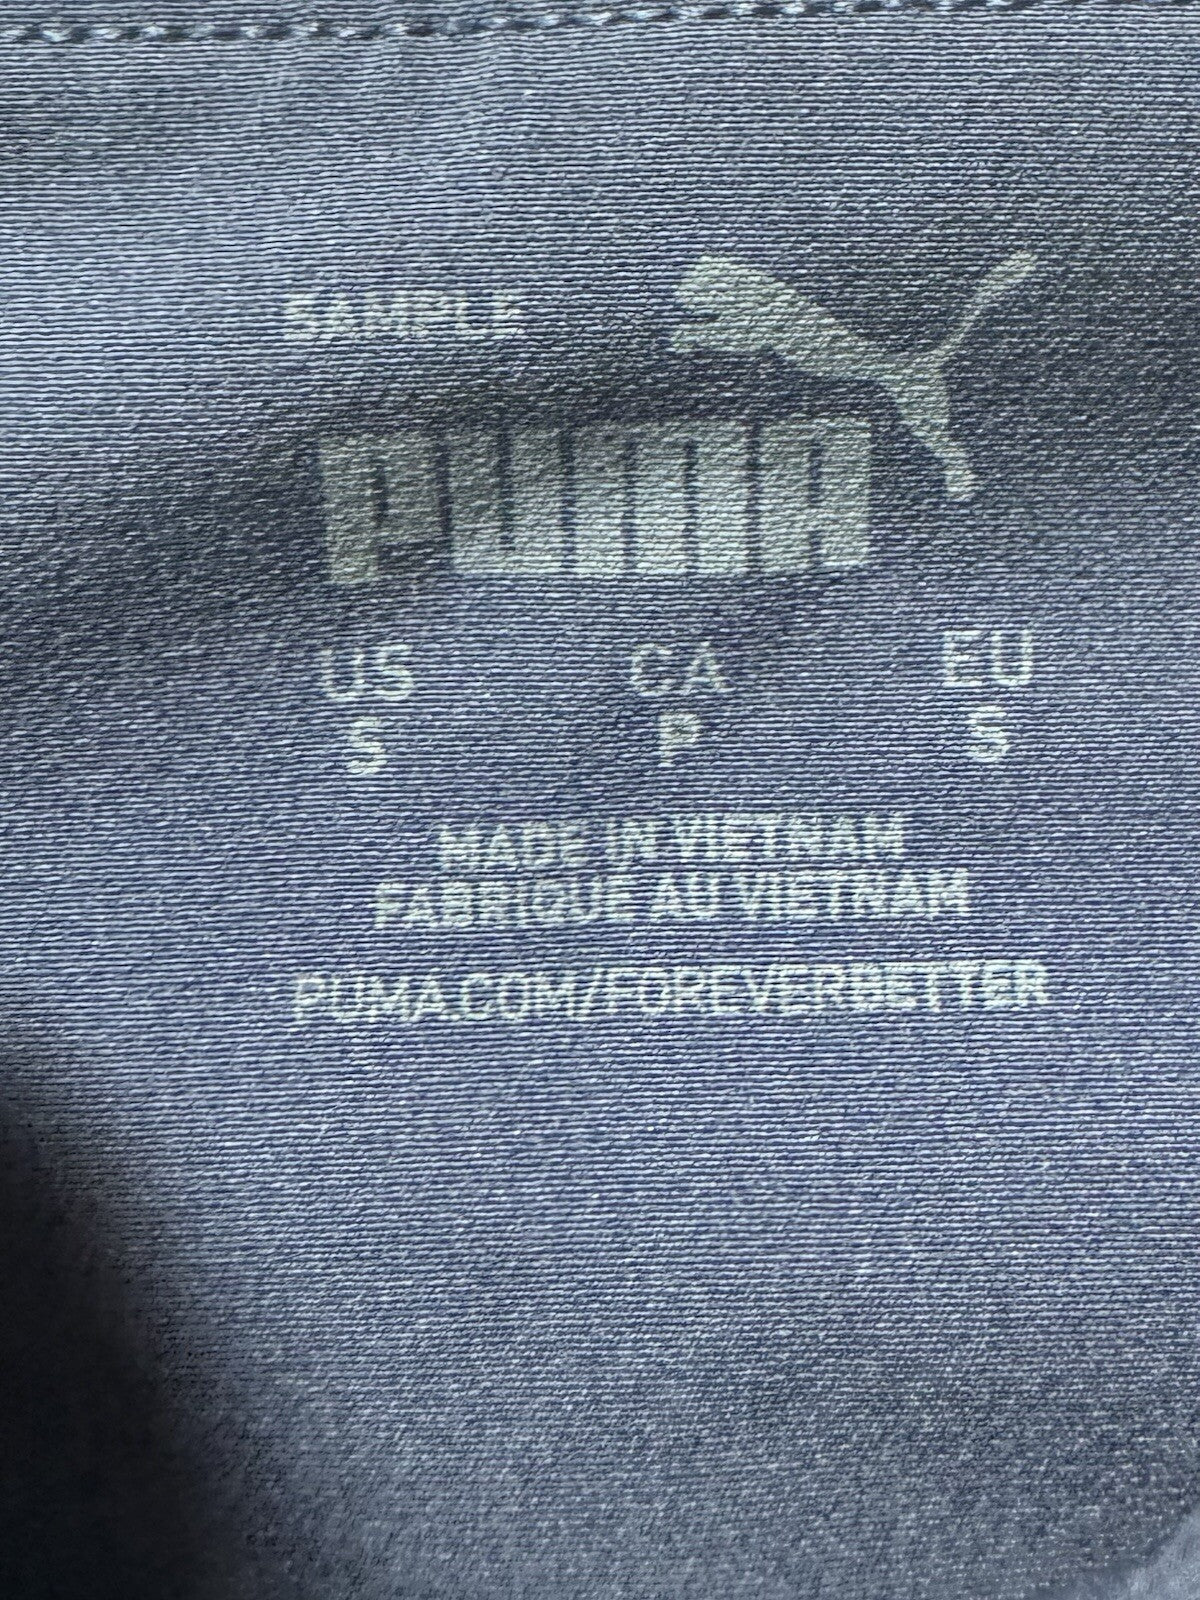 SAMPLE
PUMA
US CA EU
S P S
MADE IN VIETNAM
FABRIQUE AU VIETNAM
PUMA.COM/FOREVERBETTER